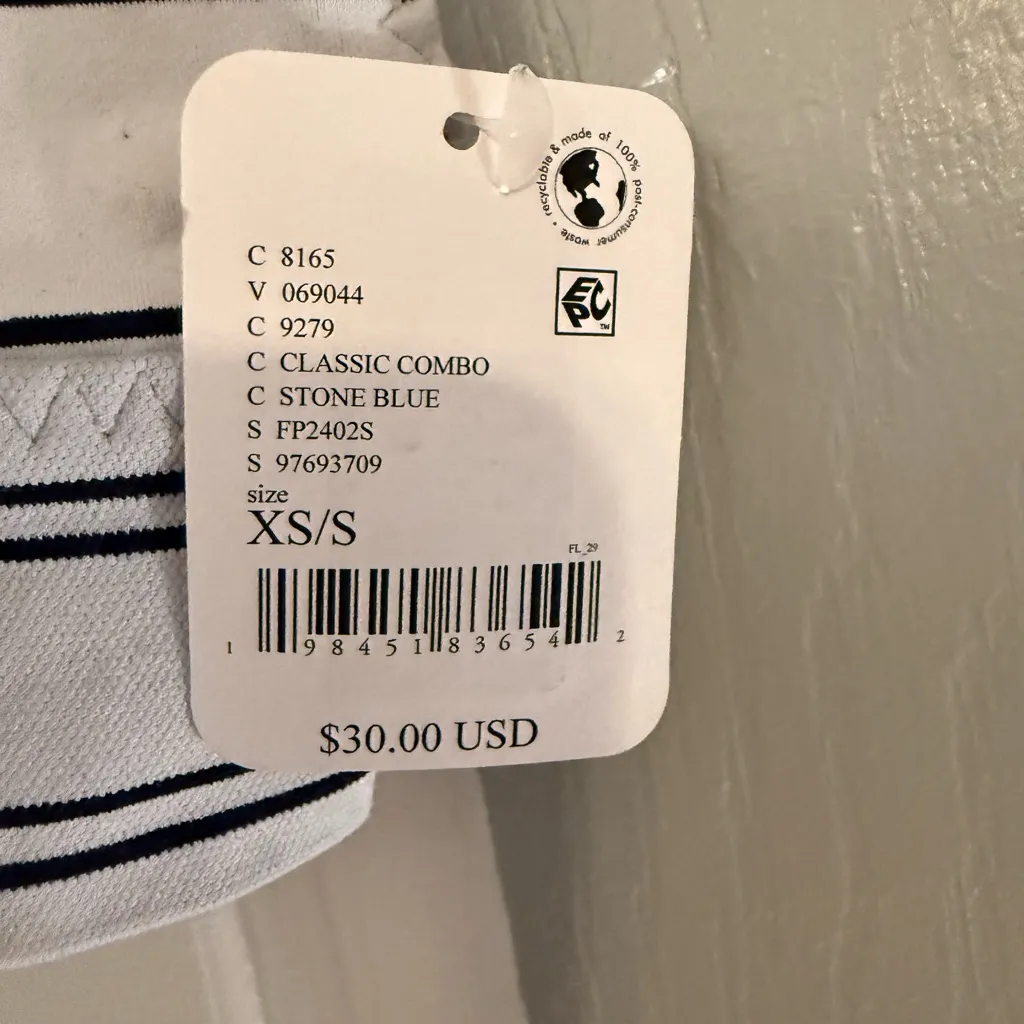 recyclable & made of 100% post-consumer waste •
C 8165
V 069044
EPC™
C 9279
C CLASSIC COMBO
C STONE BLUE
S FP2402S
S 97693709
size
XS/S
FL_29
1 98451 83654 2
$30.00 USD